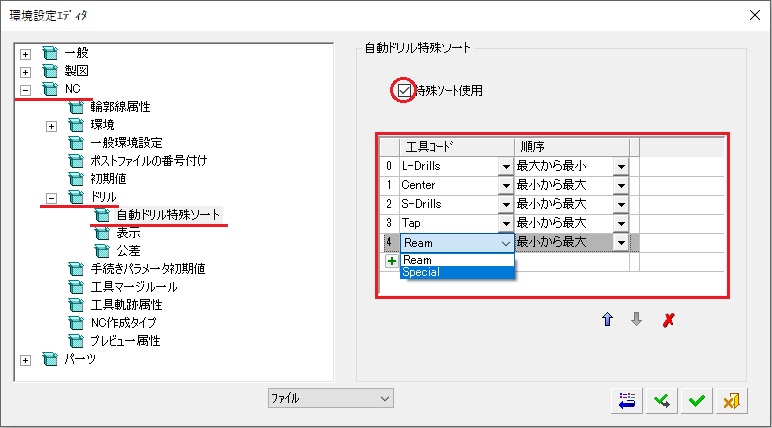 環境設定ｴﾃﾞｨﾀ
一般
製図
NC
輪郭線属性
環境
一般環境設定
ポストファイルの番号付け
初期値
ドリル
自動ドリル特殊ソート
表示
公差
手続きパラメータ初期値
工具マージルール
工具軌跡属性
NC作成タイプ
プレビュー属性
パーツ
自動ドリル特殊ソート
特殊ソート使用
工具ｺｰﾄﾞ 順序
0 L-Drills 最大から最小
1 Center 最小から最大
2 S-Drills 最小から最大
3 Tap 最小から最大
4 Ream 最小から最大
Ream
Special
ファイル